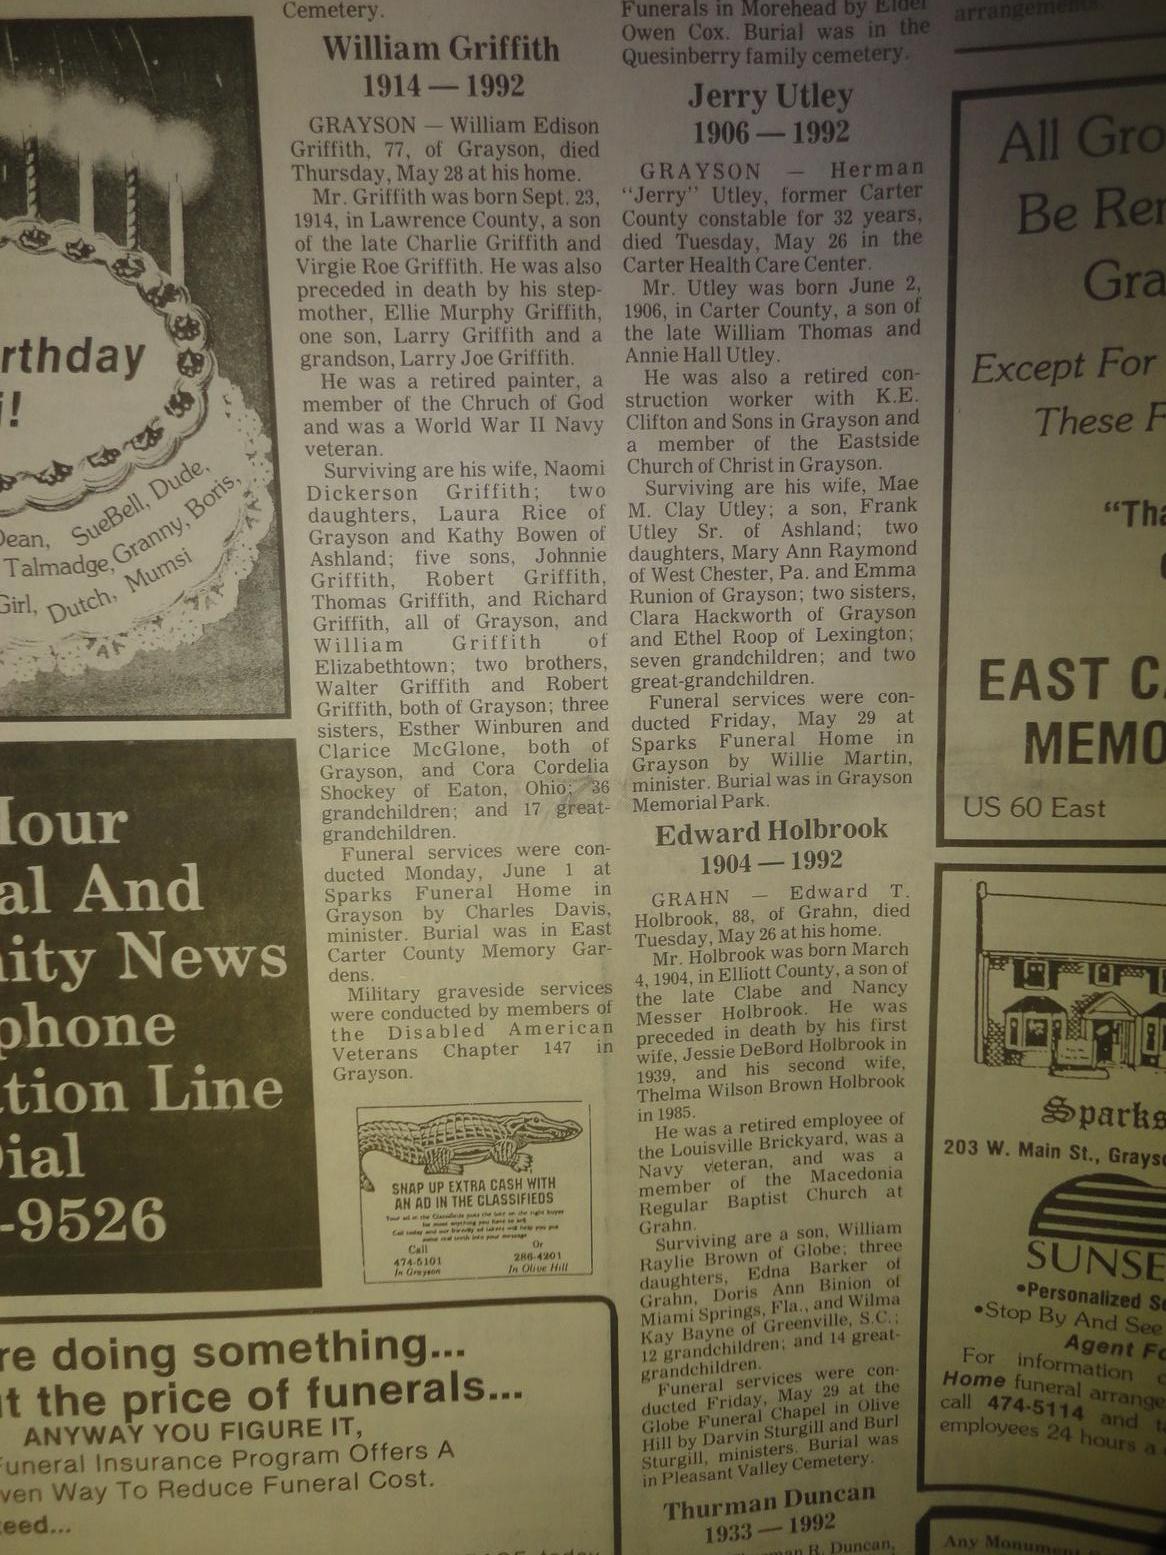 rthday
i!
Dean, SueBell, Dude,
Talmadge, Granny, Boris,
Girl, Dutch, Mumsi
Hour
al And
nity News
phone
tion Line
Dial
-9526
re doing something...
t the price of funerals...
ANYWAY YOU FIGURE IT,
Funeral Insurance Program Offers A
ven Way To Reduce Funeral Cost.
eed...
Cemetery.
William Griffith
1914 — 1992
GRAYSON — William Edison
Griffith, 77, of Grayson, died
Thursday, May 28 at his home.
Mr. Griffith was born Sept. 23,
1914, in Lawrence County, a son
of the late Charlie Griffith and
Virgie Roe Griffith. He was also
preceded in death by his step-
mother, Ellie Murphy Griffith,
one son, Larry Griffith and a
grandson, Larry Joe Griffith.
He was a retired painter, a
member of the Chruch of God
and was a World War II Navy
veteran.
Surviving are his wife, Naomi
Dickerson Griffith; two
daughters, Laura Rice of
Grayson and Kathy Bowen of
Ashland; five sons, Johnnie
Griffith, Robert Griffith,
Thomas Griffith, and Richard
Griffith, all of Grayson, and
William Griffith of
Elizabethtown; two brothers,
Walter Griffith and Robert
Griffith, both of Grayson; three
sisters, Esther Winburen and
Clarice McGlone, both of
Grayson, and Cora Cordelia
Shockey of Eaton, Ohio; 36
grandchildren; and 17 great-
grandchildren.
Funeral services were con-
ducted Monday, June 1 at
Sparks Funeral Home in
Grayson by Charles Davis,
minister. Burial was in East
Carter County Memory Gar-
dens.
Military graveside services
were conducted by members of
the Disabled American
Veterans Chapter 147 in
Grayson.
SNAP UP EXTRA CASH WITH
AN AD IN THE CLASSIFIEDS
Call
474-5101
In Grayson
Or
286-4201
In Olive Hill
Funerals in Morehead by Elder
Owen Cox. Burial was in the
Quesinberry family cemetery.
Jerry Utley
1906 — 1992
GRAYSON — Herman
"Jerry" Utley, former Carter
County constable for 32 years,
died Tuesday, May 26 in the
Carter Health Care Center.
Mr. Utley was born June 2,
1906, in Carter County, a son of
the late William Thomas and
Annie Hall Utley.
He was also a retired con-
struction worker with K.E.
Clifton and Sons in Grayson and
a member of the Eastside
Church of Christ in Grayson.
Surviving are his wife, Mae
M. Clay Utley; a son, Frank
Utley Sr. of Ashland; two
daughters, Mary Ann Raymond
of West Chester, Pa. and Emma
Runion of Grayson; two sisters,
Clara Hackworth of Grayson
and Ethel Roop of Lexington;
seven grandchildren; and two
great-grandchildren.
Funeral services were con-
ducted Friday, May 29 at
Sparks Funeral Home in
Grayson by Willie Martin,
minister. Burial was in Grayson
Memorial Park.
Edward Holbrook
1904 — 1992
GRAHN — Edward T.
Holbrook, 88, of Grahn, died
Tuesday, May 26 at his home.
Mr. Holbrook was born March
4, 1904, in Elliott County, a son of
the late Clabe and Nancy
Messer Holbrook. He was
preceded in death by his first
wife, Jessie DeBord Holbrook in
1939, and his second wife,
Thelma Wilson Brown Holbrook
in 1985.
He was a retired employee of
the Louisville Brickyard, was a
Navy veteran, and was a
member of the Macedonia
Regular Baptist Church at
Grahn.
Surviving are a son, William
Raylie Brown of Globe; three
daughters, Edna Barker of
Grahn, Doris Ann Binion of
Miami Springs, Fla., and Wilma
Kay Bayne of Greenville, S.C.;
12 grandchildren; and 14 great-
grandchildren.
Funeral services were con-
ducted Friday, May 29 at the
Globe Funeral Chapel in Olive
Hill by Darvin Sturgill and Burl
Sturgill, ministers. Burial was
in Pleasant Valley Cemetery.
Thurman Duncan
1933 — 1992
R. Duncan,
arrangements.
All Gro
Be Rem
Gra
Except For
These F
"Tha
EAST CA
MEMO
US 60 East
Sparks
203 W. Main St., Grayso
SUNSE
•Personalized Se
•Stop By And See
Agent Fo
For information
Home funeral arrange
call 474-5114 and t
employees 24 hours a
Any Monument